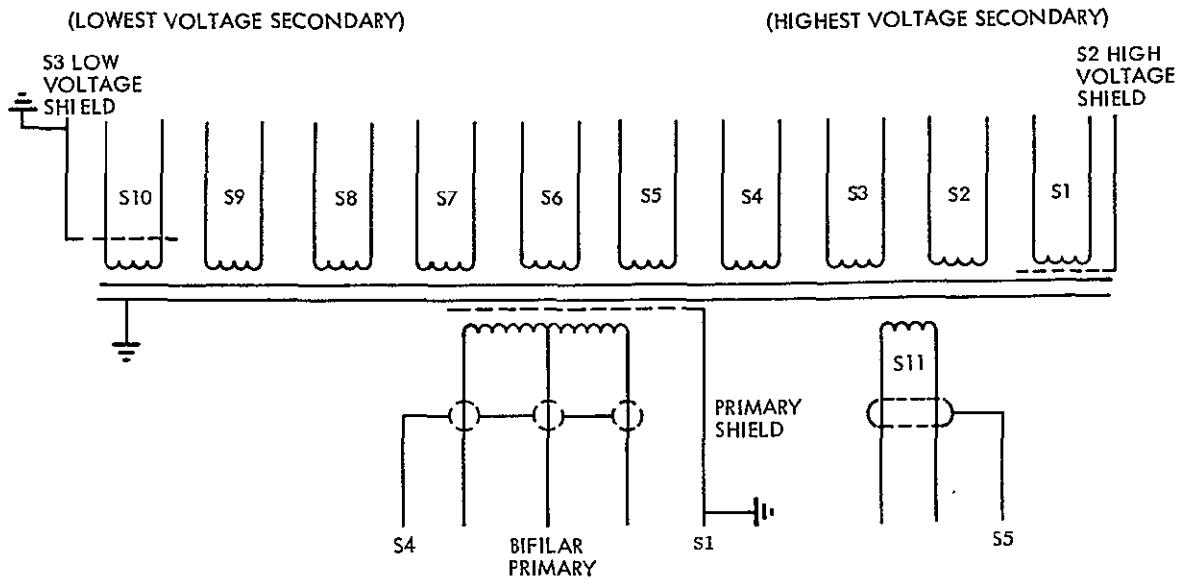 (LOWEST VOLTAGE SECONDARY)
(HIGHEST VOLTAGE SECONDARY)
S3 LOW
VOLTAGE
SHIELD
S2 HIGH
VOLTAGE
SHIELD
S10
S9
S8
S7
S6
S5
S4
S3
S2
S1
S11
PRIMARY
SHIELD
S4
BIFILAR
PRIMARY
S1
S5